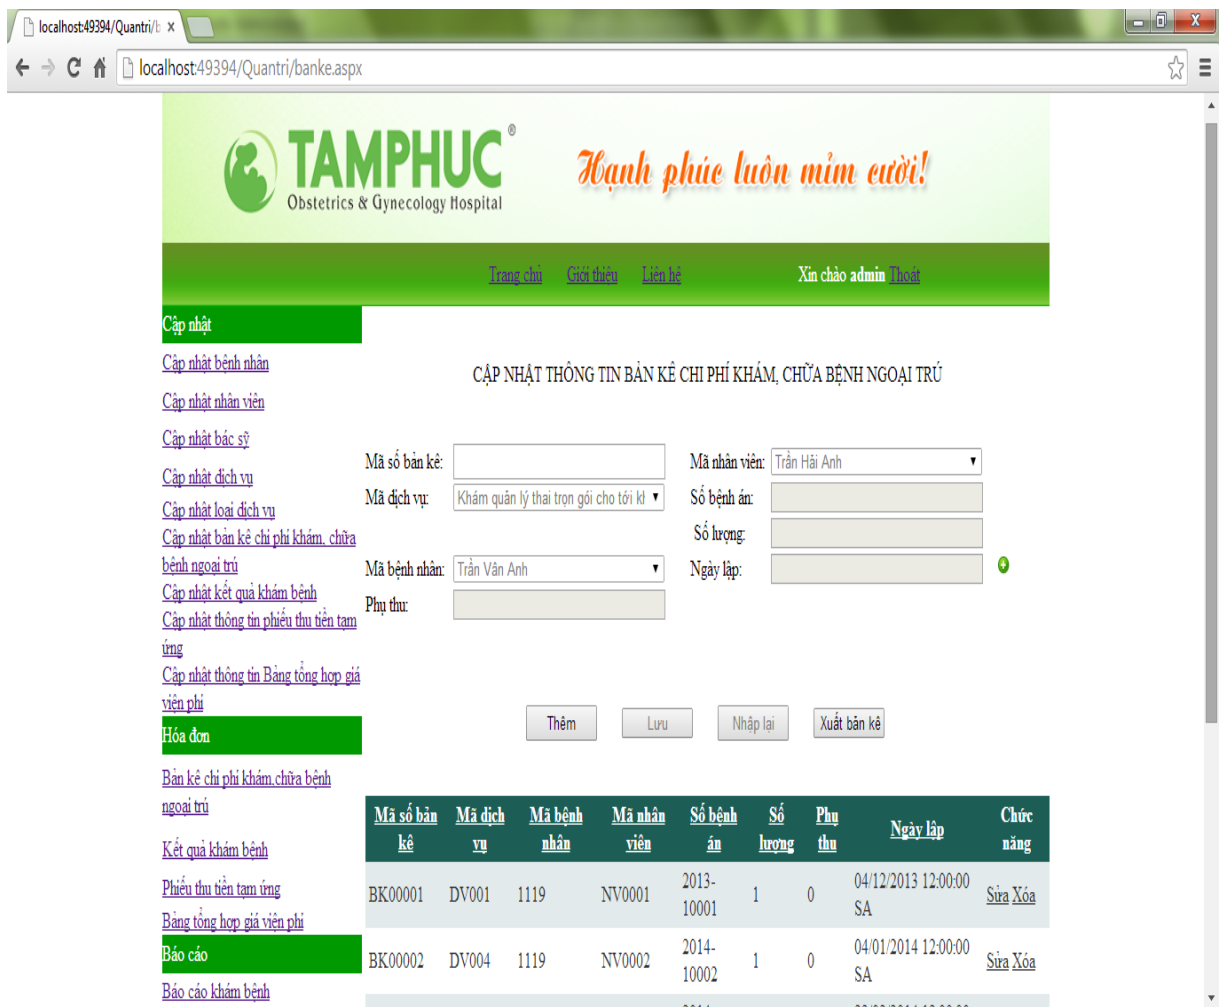 localhost:49394/Quantri/b x
localhost:49394/Quantri/banke.aspx
TAMPHUC®
Obstetrics & Gynecology Hospital
Hạnh phúc luôn mỉm cười!
Trang chủ Giới thiệu Liên hệ Xin chào admin Thoát
Cập nhật
Cập nhật bệnh nhân
Cập nhật nhân viên
Cập nhật bác sỹ
Cập nhật dịch vụ
Cập nhật loại dịch vụ
Cập nhật bản kê chi phí khám, chữa
bệnh ngoại trú
Cập nhật kết quả khám bệnh
Cập nhật thông tin phiếu thu tiền tạm
ứng
Cập nhật thông tin Bảng tổng hợp giá
viện phí
Hóa đơn
Bản kê chi phí khám,chữa bệnh
ngoại trú
Kết quả khám bệnh
Phiếu thu tiền tạm ứng
Bảng tổng hợp giá viện phí
Báo cáo
Báo cáo khám bệnh
CẬP NHẬT THÔNG TIN BẢN KÊ CHI PHÍ KHÁM, CHỮA BỆNH NGOẠI TRÚ
Mã số bản kê: Mã nhân viên: Trần Hải Anh
Mã dịch vụ: Khám quản lý thai trọn gói cho tới kh Số bệnh án:
Số lượng:
Mã bệnh nhân: Trần Vân Anh Ngày lập:
Phụ thu:
Thêm Lưu Nhập lại Xuất bản kê
Mã số bản Mã dịch Mã bệnh Mã nhân Số bệnh Số Phụ Ngày lập Chức
kê vụ nhân viên án lượng thu năng
BK00001 DV001 1119 NV0001 2013- 1 0 04/12/2013 12:00:00 Sửa Xóa
10001 SA
BK00002 DV004 1119 NV0002 2014- 1 0 04/01/2014 12:00:00 Sửa Xóa
10002 SA